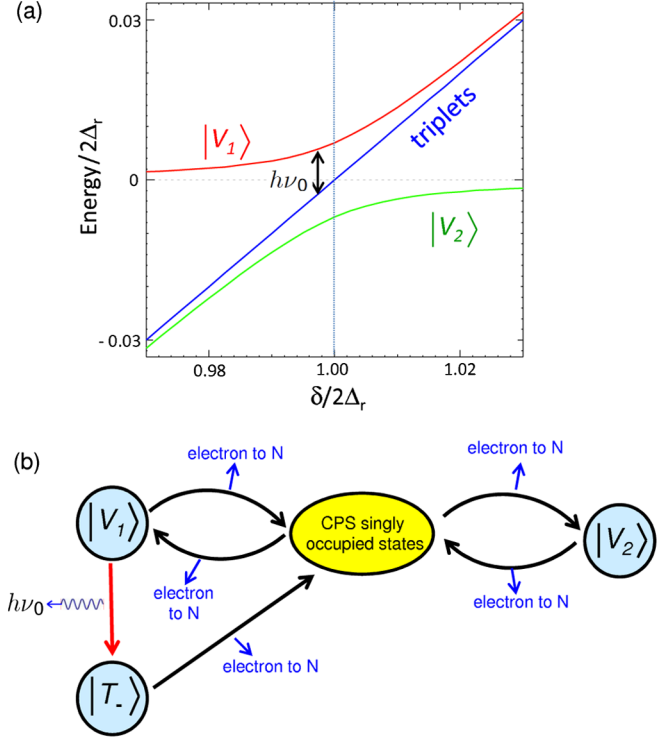 (a)
0.03
0
- 0.03
Energy/2Δr
|V1⟩
triplets
hν0
|V2⟩
0.98
1.00
1.02
δ/2Δr
(b)
electron to N
electron to N
|V1⟩
CPS singly
occupied states
|V2⟩
electron
to N
electron to N
hν0
electron to N
|T-⟩